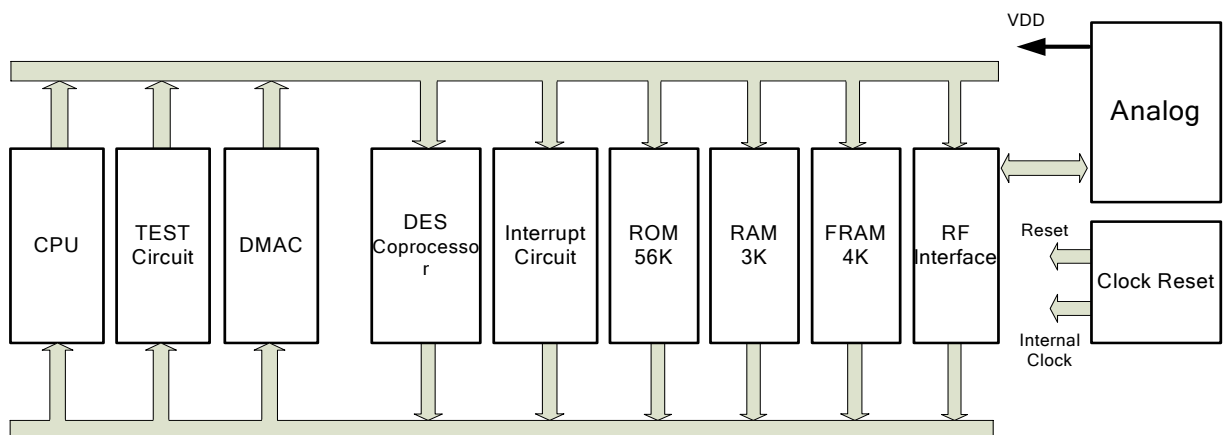 VDD
Analog
CPU
TEST
Circuit
DMAC
DES
Coprocesso
r
Interrupt
Circuit
ROM
56K
RAM
3K
FRAM
4K
RF
Interface
Reset
Clock Reset
Internal
Clock